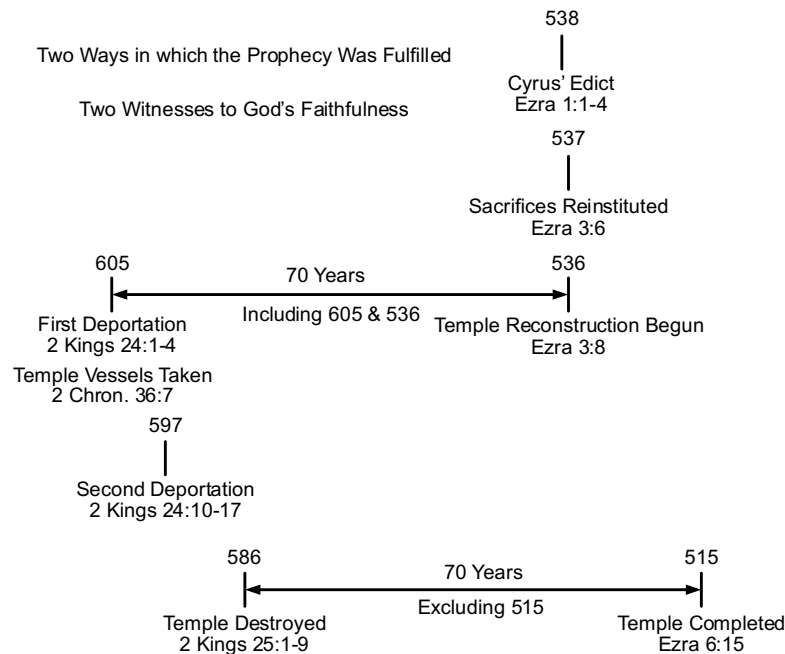 538
Two Ways in which the Prophecy Was Fulfilled
Cyrus’ Edict
Ezra 1:1-4
Two Witnesses to God’s Faithfulness
537
Sacrifices Reinstituted
Ezra 3:6
605
70 Years
536
Including 605 & 536
First Deportation
2 Kings 24:1-4
Temple Reconstruction Begun
Ezra 3:8
Temple Vessels Taken
2 Chron. 36:7
597
Second Deportation
2 Kings 24:10-17
586
70 Years
515
Excluding 515
Temple Destroyed
2 Kings 25:1-9
Temple Completed
Ezra 6:15